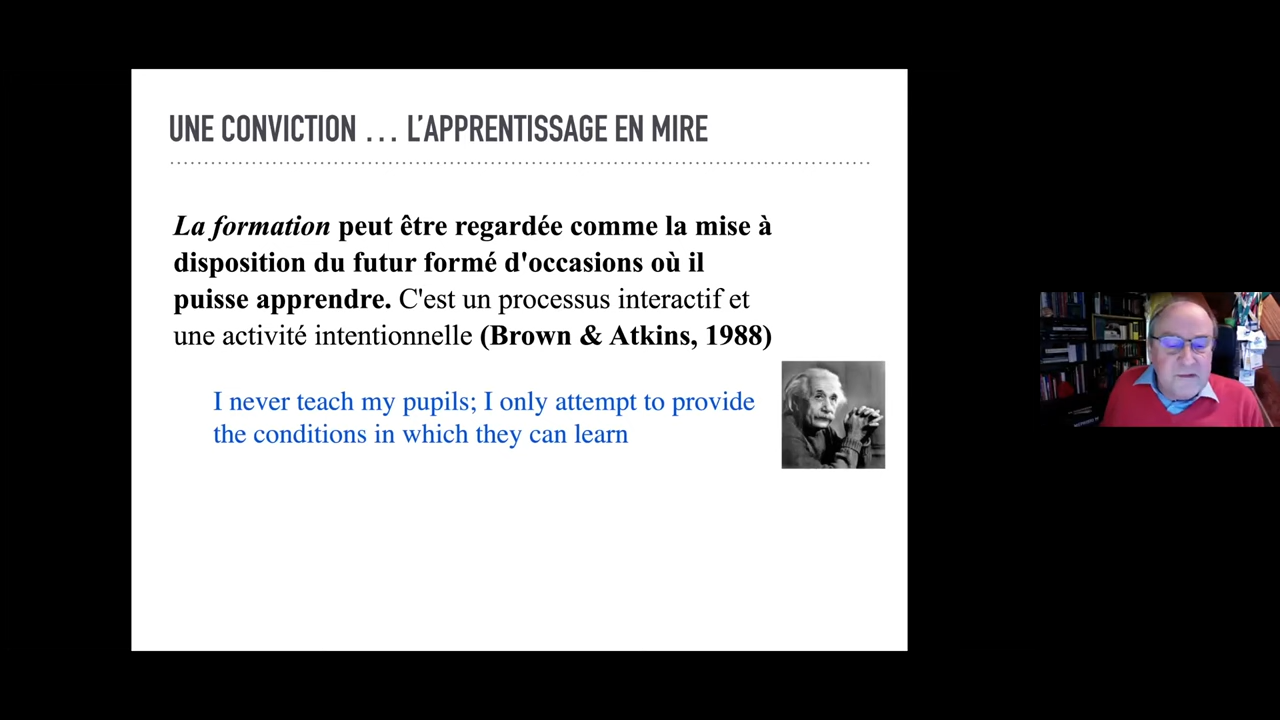 UNE CONVICTION … L’APPRENTISSAGE EN MIRE
La formation peut être regardée comme la mise à
disposition du futur formé d'occasions où il
puisse apprendre. C'est un processus interactif et
une activité intentionnelle (Brown & Atkins, 1988)
I never teach my pupils; I only attempt to provide
the conditions in which they can learn